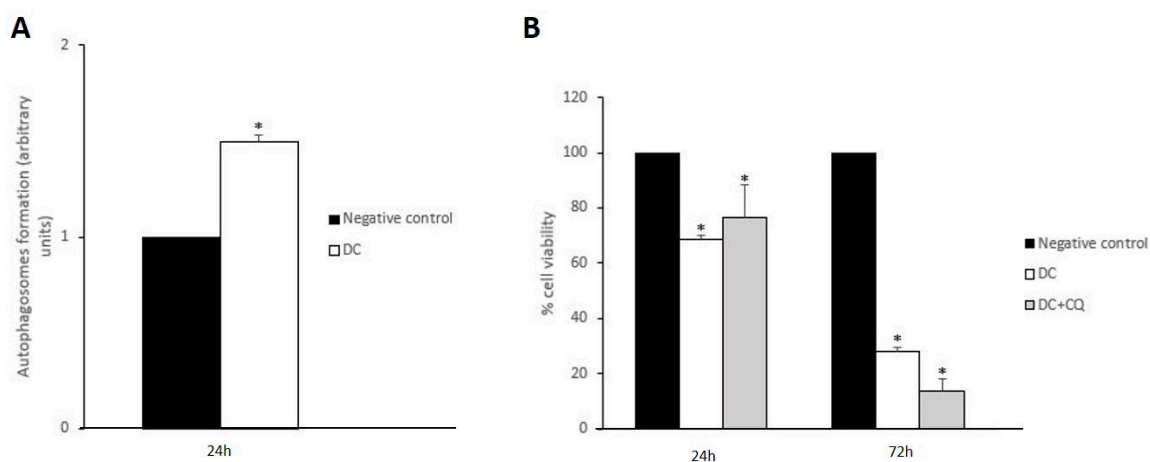 A
Autophagosomes formation (arbitrary
units)
2
1
0
*
24h
Negative control
DC
B
% cell viability
120
100
80
60
40
20
0
*
*
*
*
24h
72h
Negative control
DC
DC+CQ